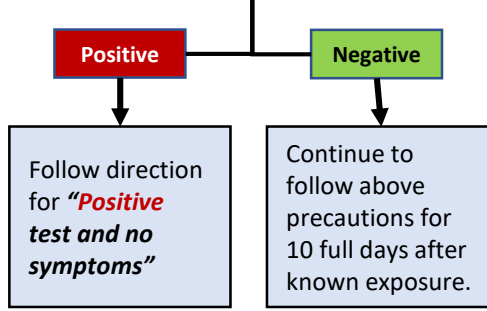 Positive
Negative
Follow direction
for “Positive
test and no
symptoms”
Continue to
follow above
precautions for
10 full days after
known exposure.